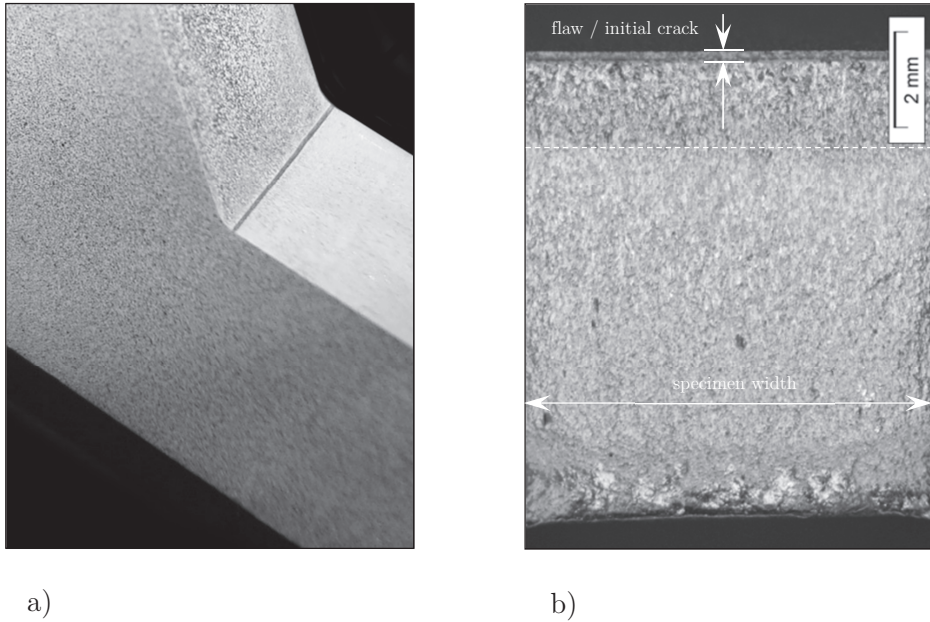 flaw / initial crack
2 mm
specimen width
a)
b)